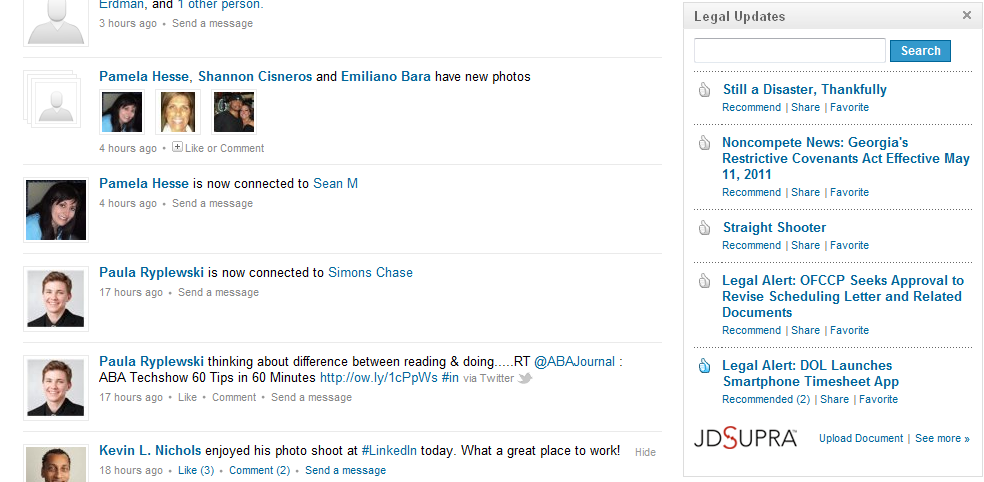 Erdman, and 1 other person.
3 hours ago • Send a message
Pamela Hesse, Shannon Cisneros and Emiliano Bara have new photos
4 hours ago • Like or Comment
Pamela Hesse is now connected to Sean M
4 hours ago • Send a message
Paula Ryplewski is now connected to Simons Chase
17 hours ago • Send a message
Paula Ryplewski thinking about difference between reading & doing.....RT @ABAJournal :
ABA Techshow 60 Tips in 60 Minutes http://ow.ly/1cPpWs #in via Twitter
17 hours ago • Like • Comment • Send a message
Kevin L. Nichols enjoyed his photo shoot at #LinkedIn today. What a great place to work! Hide
18 hours ago • Like (3) • Comment (2) • Send a message
Legal Updates ×
Search
Still a Disaster, Thankfully
Recommend | Share | Favorite
Noncompete News: Georgia's
Restrictive Covenants Act Effective May
11, 2011
Recommend | Share | Favorite
Straight Shooter
Recommend | Share | Favorite
Legal Alert: OFCCP Seeks Approval to
Revise Scheduling Letter and Related
Documents
Recommend | Share | Favorite
Legal Alert: DOL Launches
Smartphone Timesheet App
Recommended (2) | Share | Favorite
JDSUPRA™ Upload Document | See more »